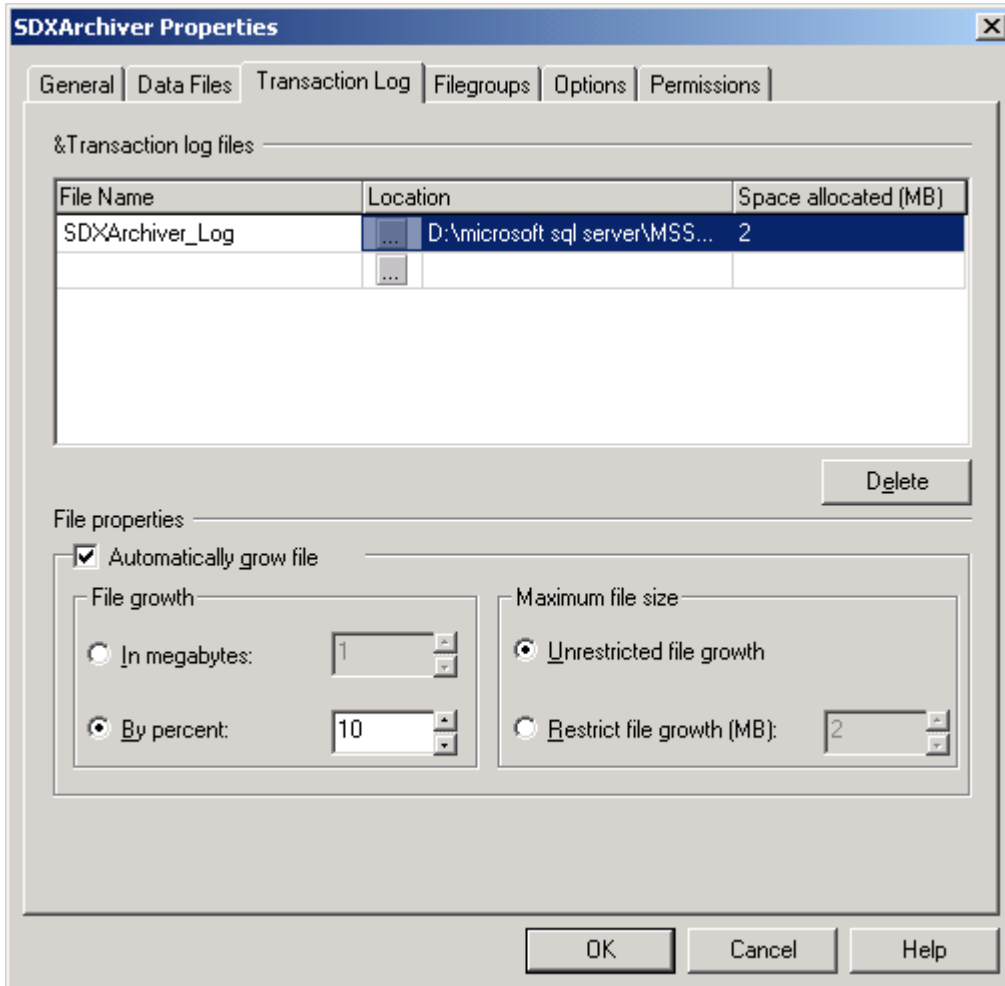 SDXArchiver Properties
General Data Files Transaction Log Filegroups Options Permissions
&Transaction log files
File Name Location Space allocated (MB)
SDXArchiver_Log ... D:\microsoft sql server\MSS... 2
...
Delete
File properties
Automatically grow file
File growth
In megabytes: 1
By percent: 10
Maximum file size
Unrestricted file growth
Restrict file growth (MB): 2
OK Cancel Help